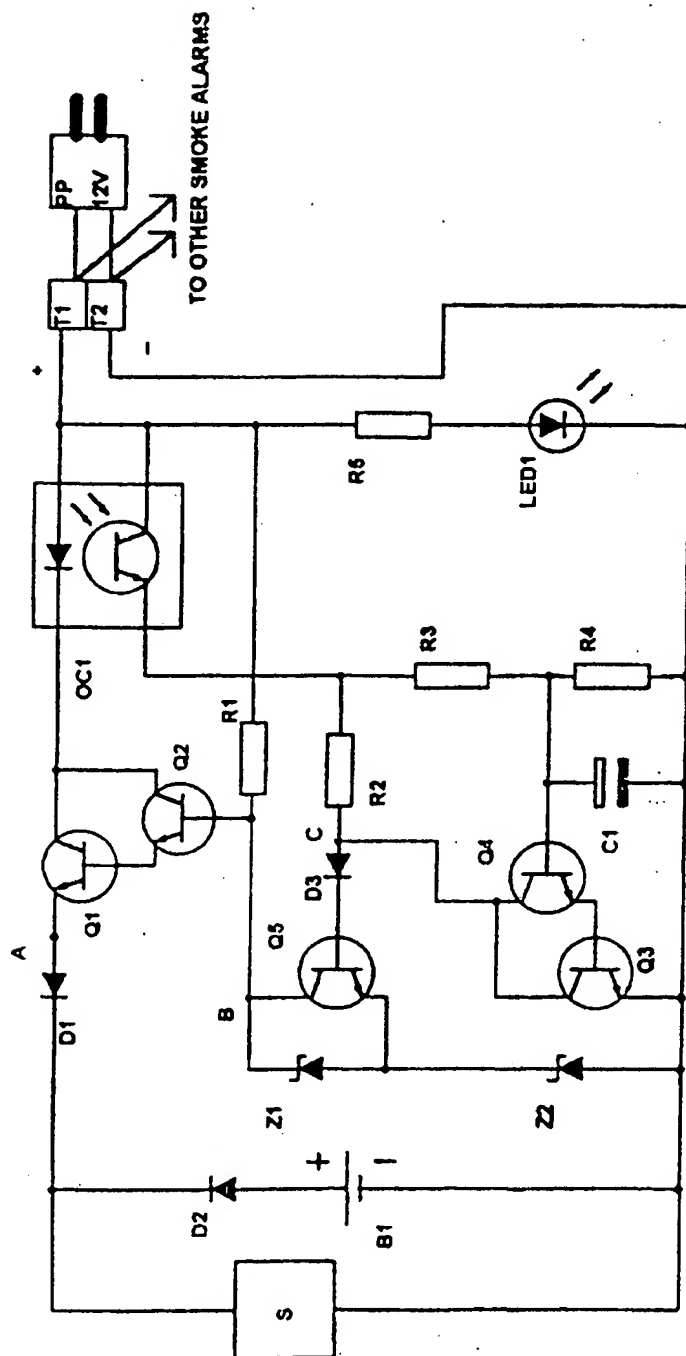 A
+
T1
PP
D1
Q1
OC1
T2
12V
−
Q2
TO OTHER SMOKE ALARMS
D2
B
R1
S
Z1
Q5
+
D3
C
−
R2
R5
B1
R3
Q4
LED1
Z2
Q3
C1
R4